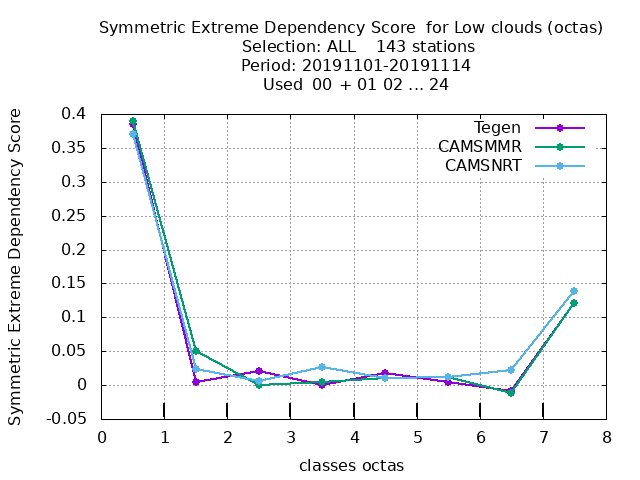 Symmetric Extreme Dependency Score  for Low clouds (octas)
Selection: ALL    143 stations
Period: 20191101-20191114
Used  00 + 01 02 ... 24
Symmetric Extreme Dependency Score
0.4
0.35
0.3
0.25
0.2
0.15
0.1
0.05
0
-0.05
Tegen
CAMSMMR
CAMSNRT
0 1 2 3 4 5 6 7 8
classes octas